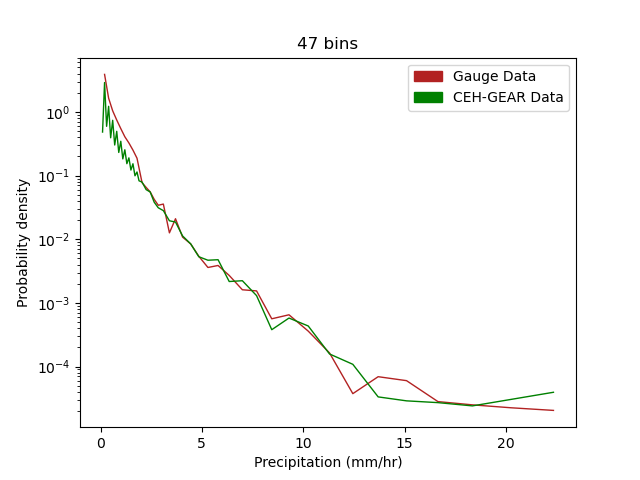 47 bins
Gauge Data
CEH-GEAR Data
10⁰
10⁻¹
10⁻²
10⁻³
10⁻⁴
Probability density
0 5 10 15 20
Precipitation (mm/hr)